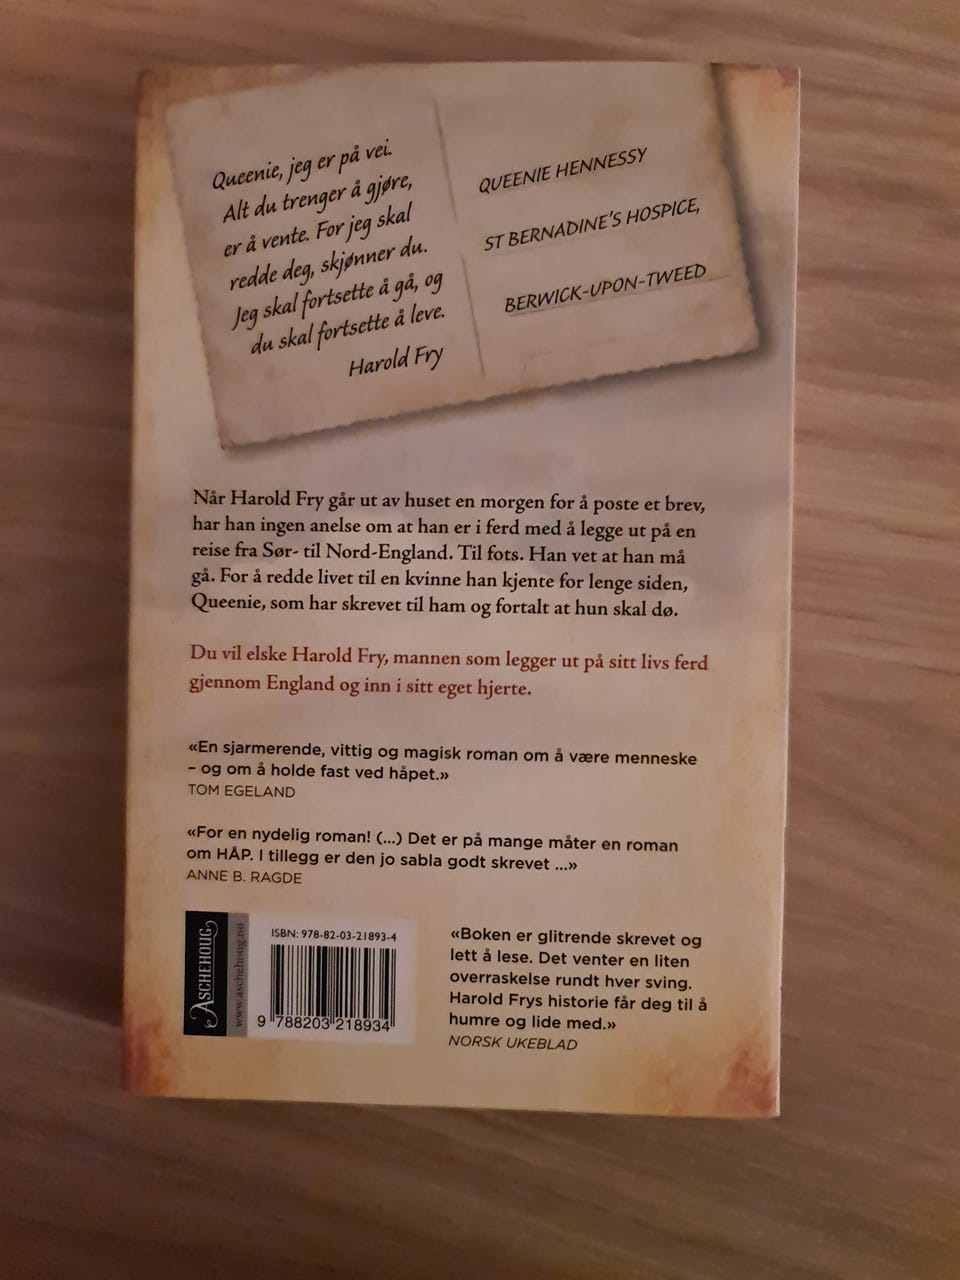 Queenie, jeg er på vei.
Alt du trenger å gjøre,
er å vente. For jeg skal
redde deg, skjønner du.
Jeg skal fortsette å gå, og
du skal fortsette å leve.
Harold Fry
QUEENIE HENNESSY
ST BERNADINE'S HOSPICE,
BERWICK-UPON-TWEED
Når Harold Fry går ut av huset en morgen for å poste et brev,
har han ingen anelse om at han er i ferd med å legge ut på en
reise fra Sør- til Nord-England. Til fots. Han vet at han må
gå. For å redde livet til en kvinne han kjente for lenge siden,
Queenie, som har skrevet til ham og fortalt at hun skal dø.
Du vil elske Harold Fry, mannen som legger ut på sitt livs ferd
gjennom England og inn i sitt eget hjerte.
«En sjarmerende, vittig og magisk roman om å være menneske
– og om å holde fast ved håpet.»
TOM EGELAND
«For en nydelig roman! (...) Det er på mange måter en roman
om HÅP. I tillegg er den jo sabla godt skrevet ...»
ANNE B. RAGDE
ASCHEHOUG
www.aschehoug.no
ISBN: 978-82-03-21893-4
9 788203 218934
«Boken er glitrende skrevet og
lett å lese. Det venter en liten
overraskelse rundt hver sving.
Harold Frys historie får deg til å
humre og lide med.»
NORSK UKEBLAD